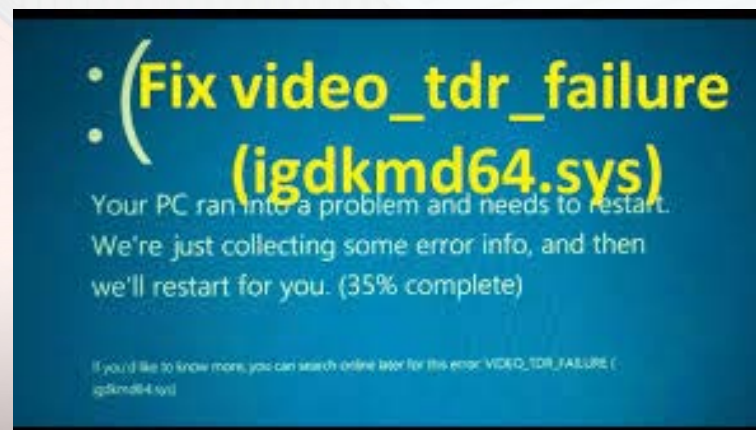 :(
Fix video_tdr_failure
(igdkmd64.sys)
Your PC ran into a problem and needs to restart.
We're just collecting some error info, and then
we'll restart for you. (35% complete)
If you'd like to know more, you can search online later for this error: VIDEO_TDR_FAILURE (
igdkmd64.sys)